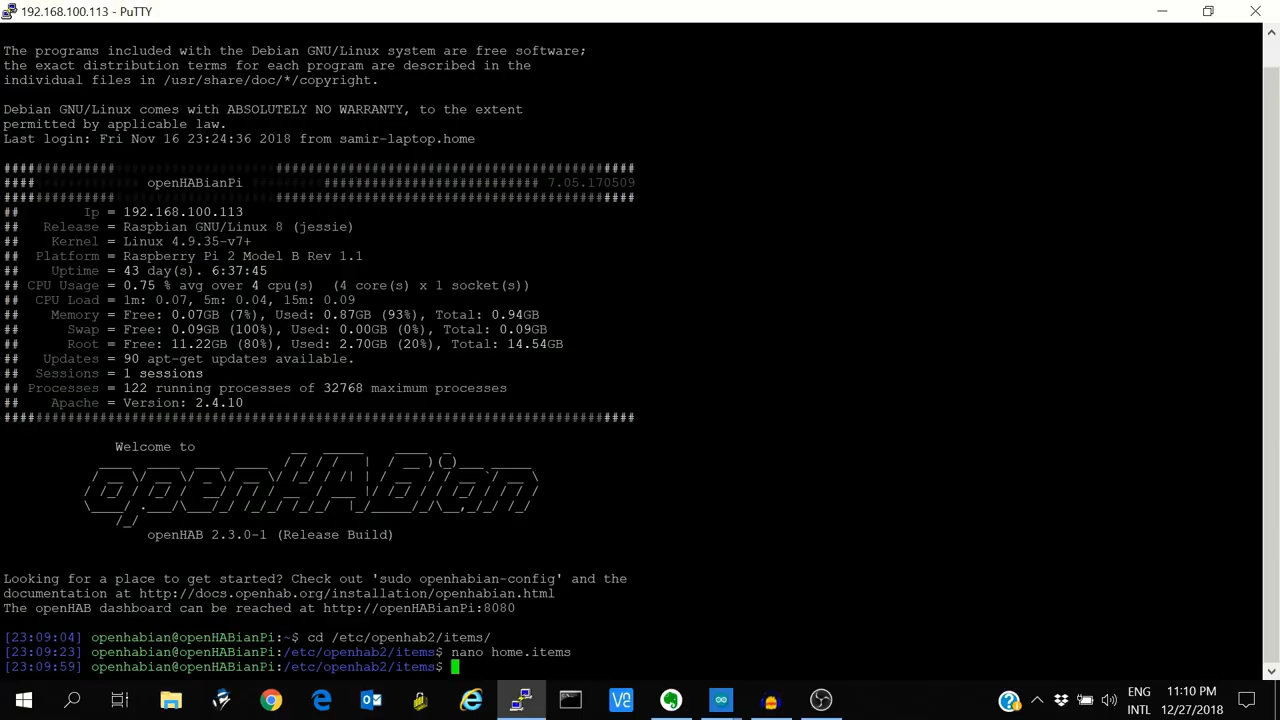 192.168.100.113 - PuTTY
The programs included with the Debian GNU/Linux system are free software;
the exact distribution terms for each program are described in the
individual files in /usr/share/doc/*/copyright.
Debian GNU/Linux comes with ABSOLUTELY NO WARRANTY, to the extent
permitted by applicable law.
Last login: Fri Nov 16 23:24:36 2018 from samir-laptop.home
#### openHABianPi ########################### 7.05.170509
## Ip = 192.168.100.113
## Release = Raspbian GNU/Linux 8 (jessie)
## Kernel = Linux 4.9.35-v7+
## Platform = Raspberry Pi 2 Model B Rev 1.1
## Uptime = 43 day(s). 6:37:45
## CPU Usage = 0.75 % avg over 4 cpu(s) (4 core(s) x 1 socket(s))
## CPU Load = 1m: 0.07, 5m: 0.04, 15m: 0.09
## Memory = Free: 0.07GB (7%), Used: 0.87GB (93%), Total: 0.94GB
## Swap = Free: 0.09GB (100%), Used: 0.00GB (0%), Total: 0.09GB
## Root = Free: 11.22GB (80%), Used: 2.70GB (20%), Total: 14.54GB
## Updates = 90 apt-get updates available.
## Sessions = 1 sessions
## Processes = 122 running processes of 32768 maximum processes
## Apache = Version: 2.4.10
Welcome to
openHABian
openHAB 2.3.0-1 (Release Build)
Looking for a place to get started? Check out 'sudo openhabian-config' and the
documentation at http://docs.openhab.org/installation/openhabian.html
The openHAB dashboard can be reached at http://openHABianPi:8080
[23:09:04] openhabian@openHABianPi:~$ cd /etc/openhab2/items/
[23:09:23] openhabian@openHABianPi:/etc/openhab2/items$ nano home.items
[23:09:59] openhabian@openHABianPi:/etc/openhab2/items$
ENG
INTL
11:10 PM
12/27/2018